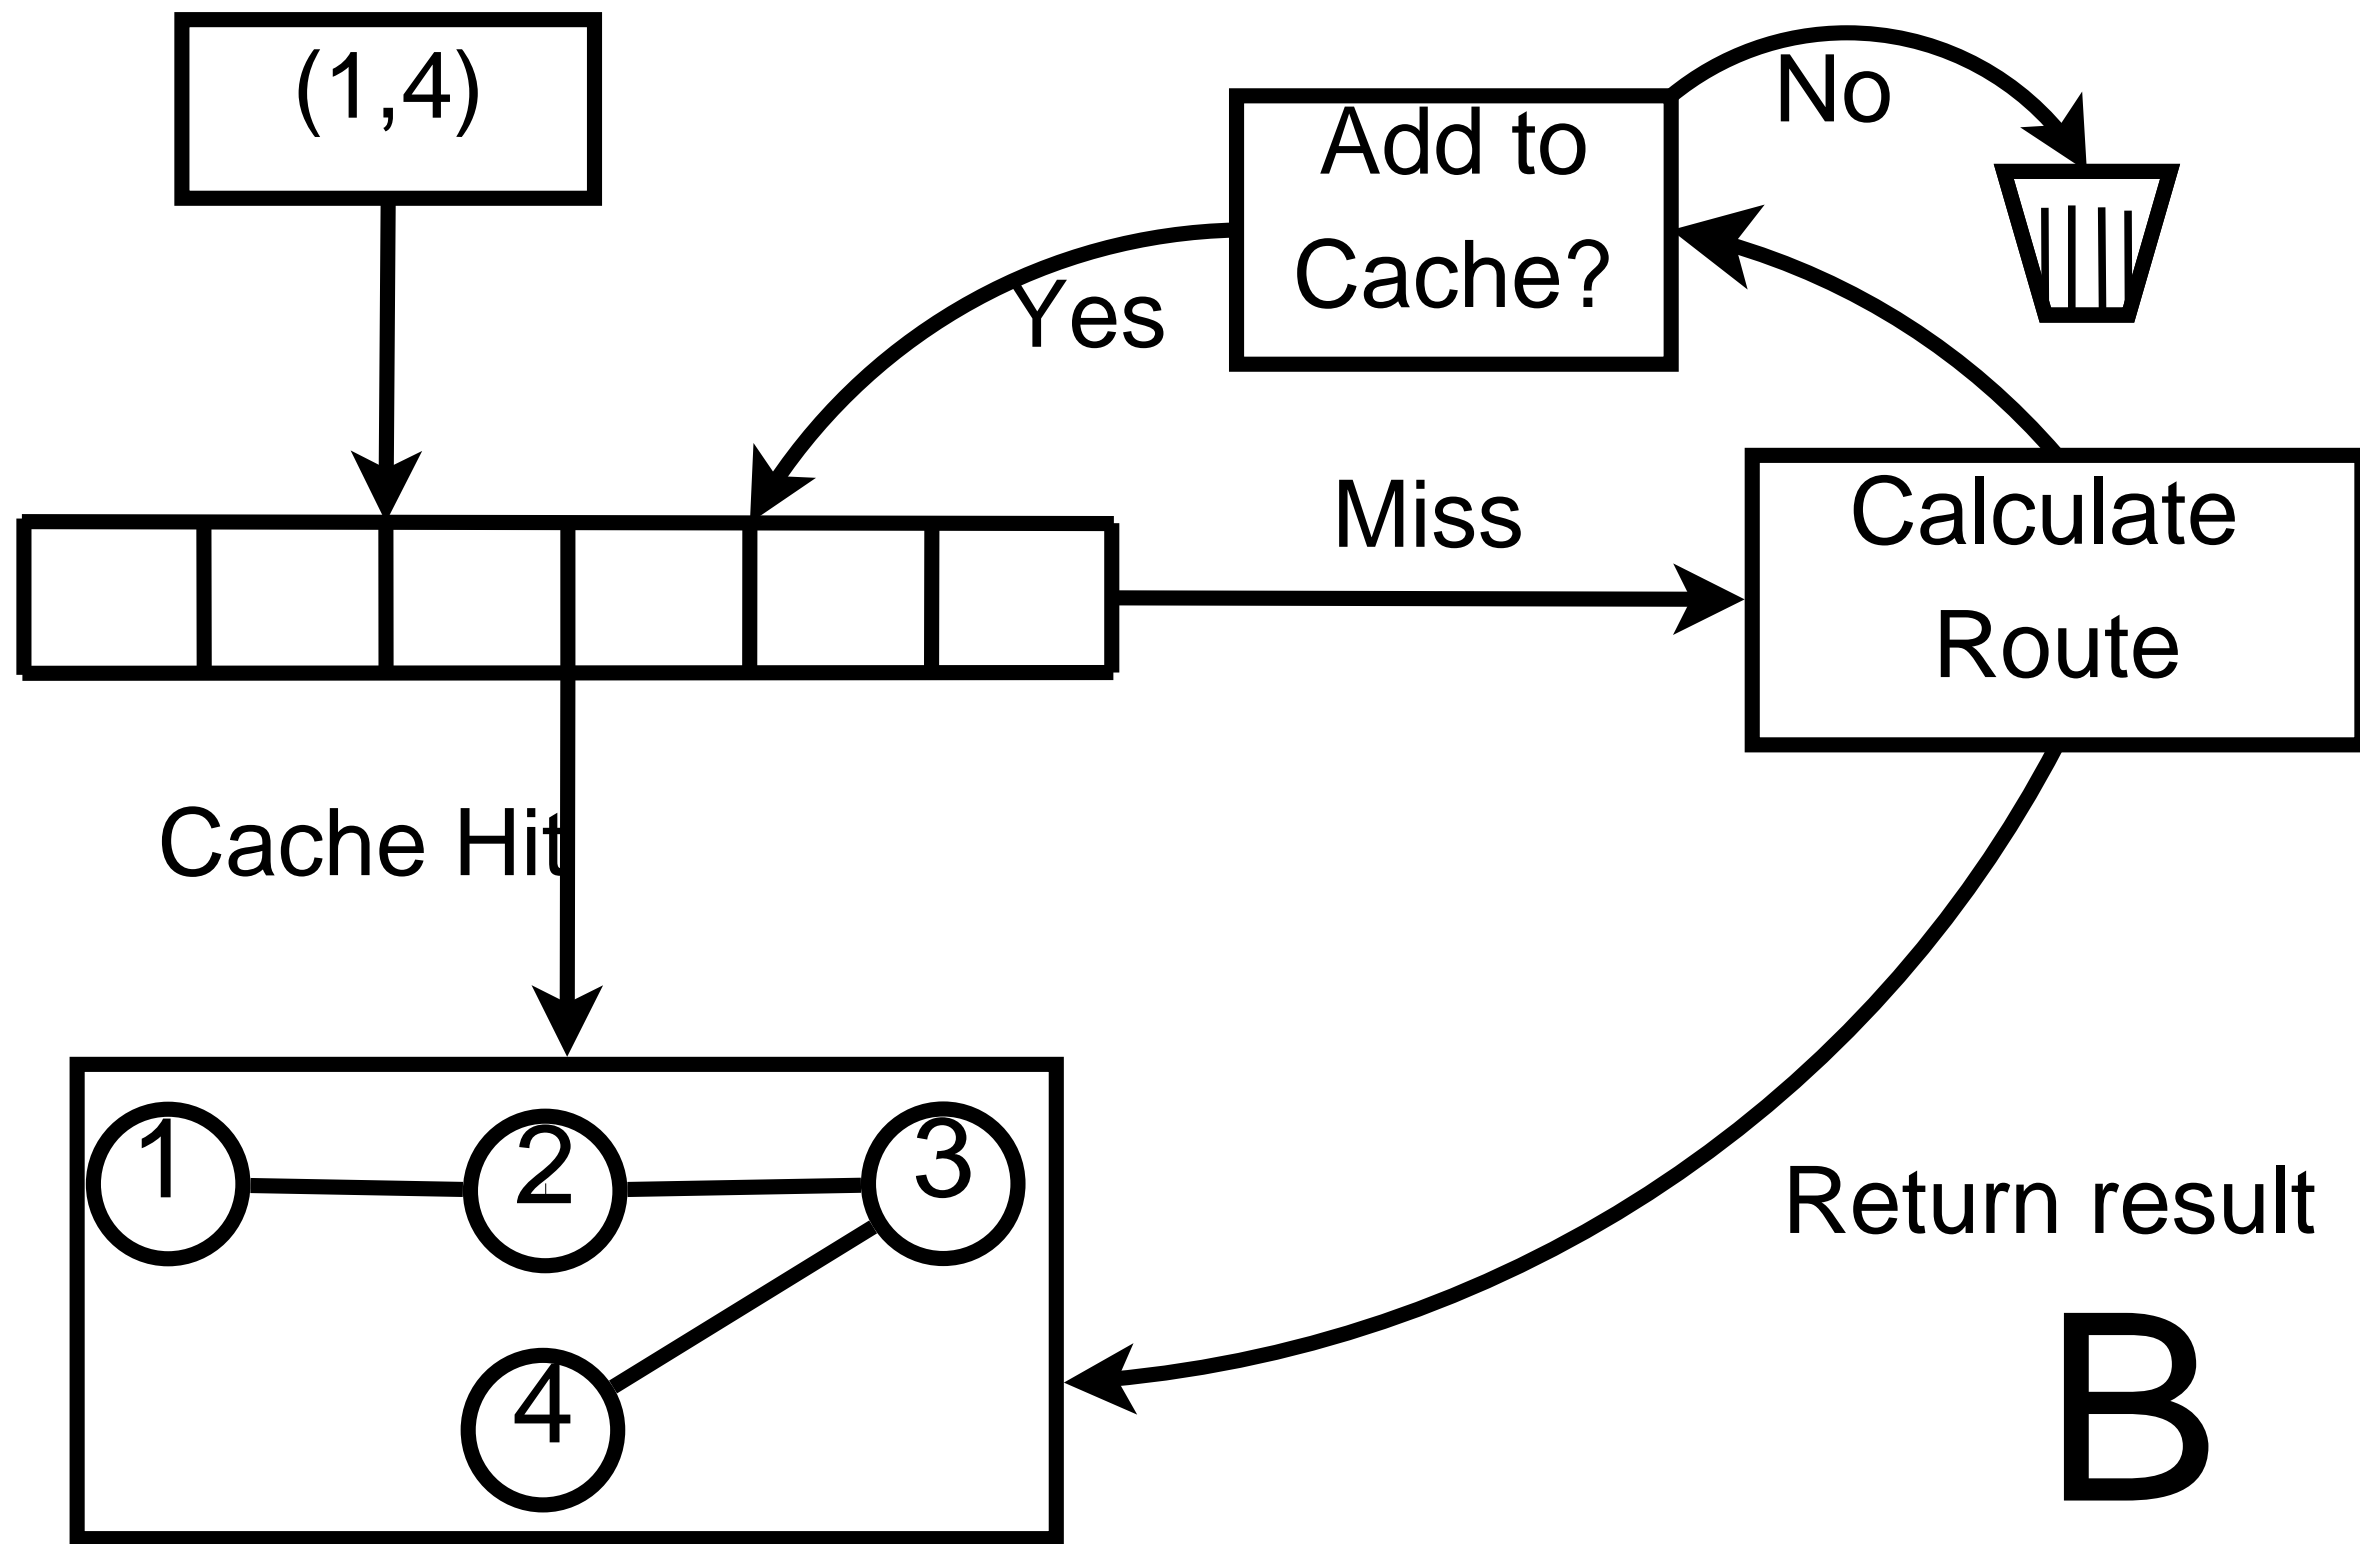 (1,4)
No
Add to
Cache?
Yes
Miss
Calculate
Route
Cache Hit
1
2
3
4
Return result
B